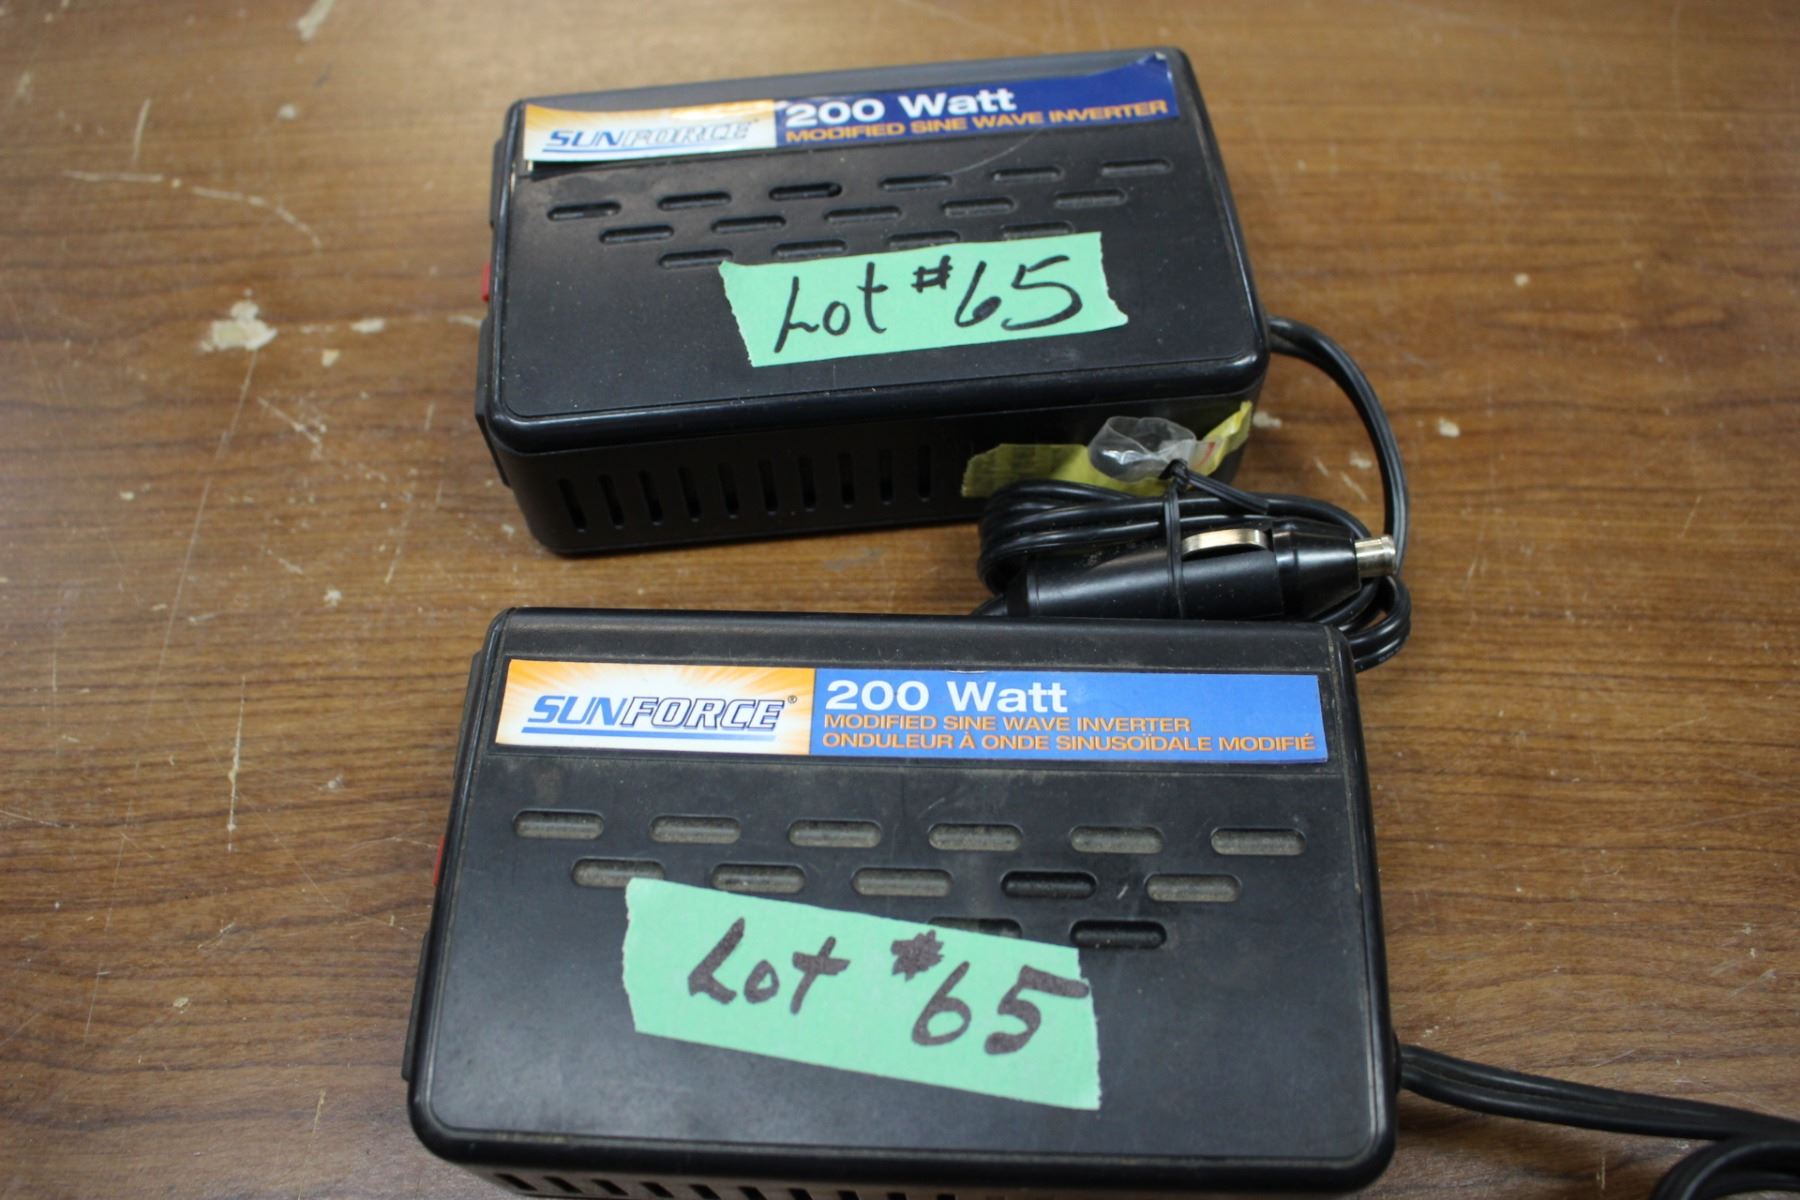 SUNFORCE
200 Watt
MODIFIED SINE WAVE INVERTER
Lot #65
SUNFORCE®
200 Watt
MODIFIED SINE WAVE INVERTER
ONDULEUR À ONDE SINUSOÏDALE MODIFIÉ
Lot #65